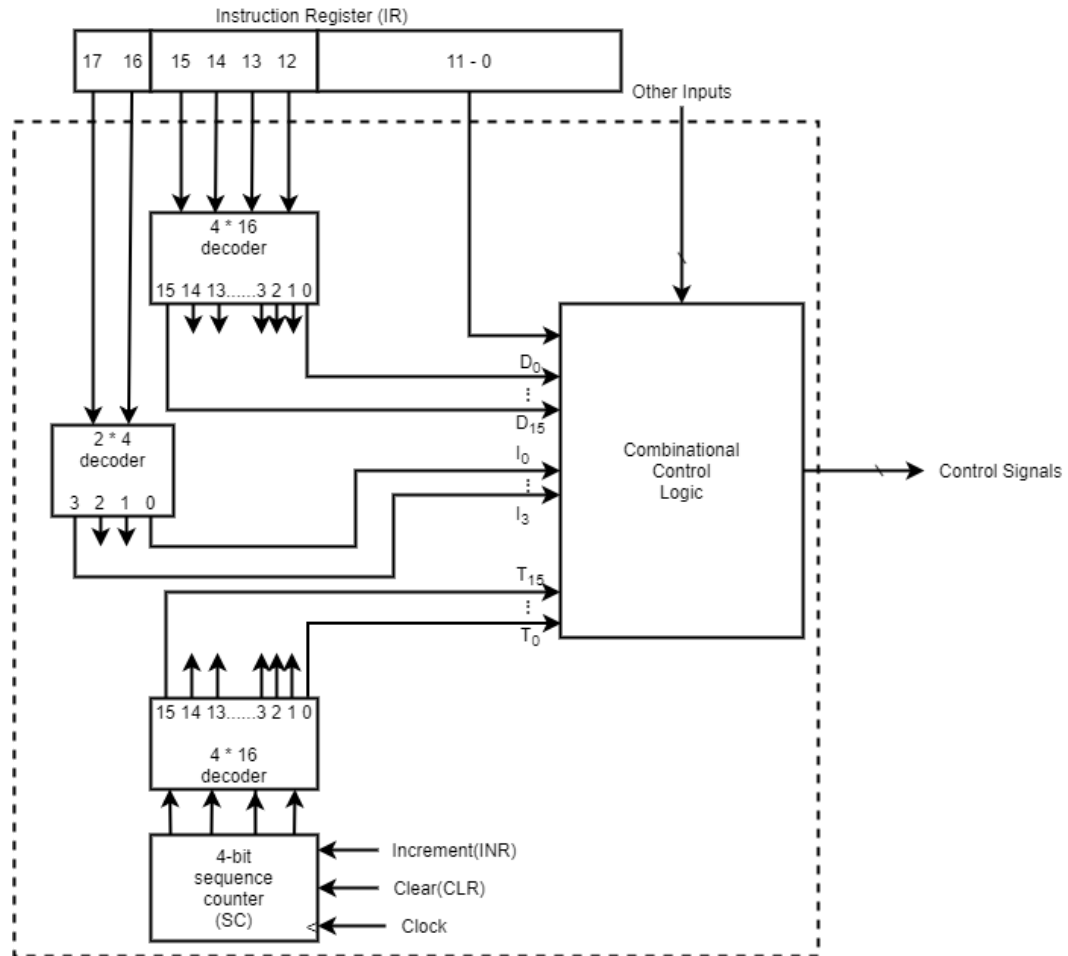 Instruction Register (IR)
17 16 15 14 13 12 11 - 0
Other Inputs
4 * 16
decoder
15 14 13......3 2 1 0
D0
⋮
D15
2 * 4
decoder
3 2 1 0
I0
⋮
I3
Combinational
Control
Logic
Control Signals
T15
⋮
T0
15 14 13......3 2 1 0
4 * 16
decoder
4-bit
sequence
counter
(SC)
Increment(INR)
Clear(CLR)
< Clock